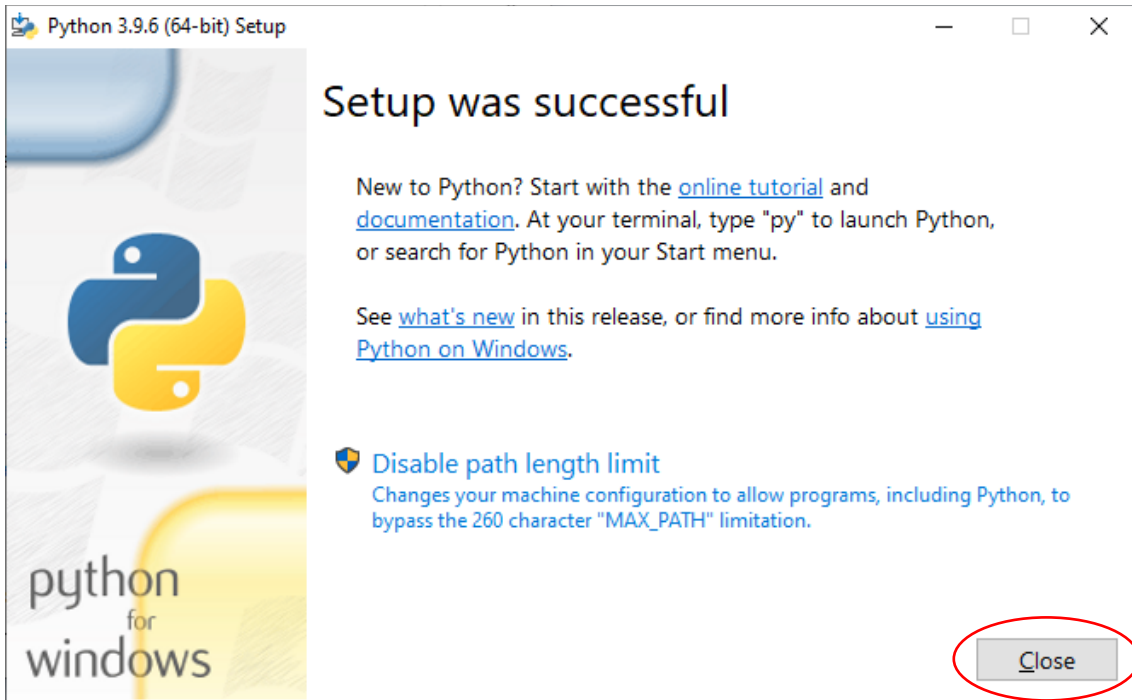 Python 3.9.6 (64-bit) Setup
Setup was successful
New to Python? Start with the online tutorial and
documentation. At your terminal, type "py" to launch Python,
or search for Python in your Start menu.
See what's new in this release, or find more info about using
Python on Windows.
Disable path length limit
Changes your machine configuration to allow programs, including Python, to
bypass the 260 character "MAX_PATH" limitation.
python
for
windows
Close